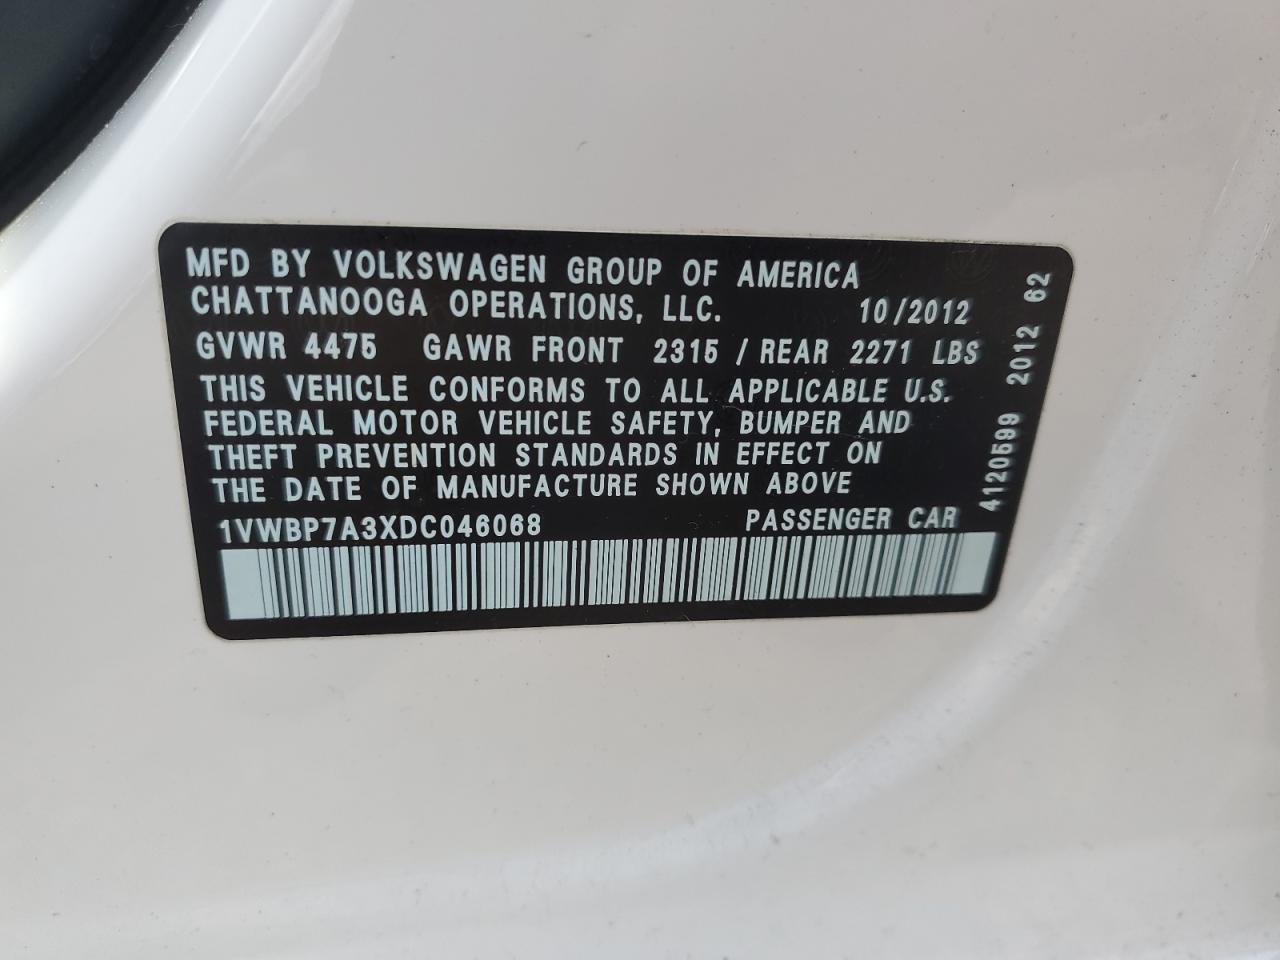 MFD BY VOLKSWAGEN GROUP OF AMERICA
CHATTANOOGA OPERATIONS, LLC. 10/2012
GVWR 4475 GAWR FRONT 2315 / REAR 2271 LBS
THIS VEHICLE CONFORMS TO ALL APPLICABLE U.S.
FEDERAL MOTOR VEHICLE SAFETY, BUMPER AND
THEFT PREVENTION STANDARDS IN EFFECT ON
THE DATE OF MANUFACTURE SHOWN ABOVE
1VWBP7A3XDC046068 PASSENGER CAR
4120599 2012 62